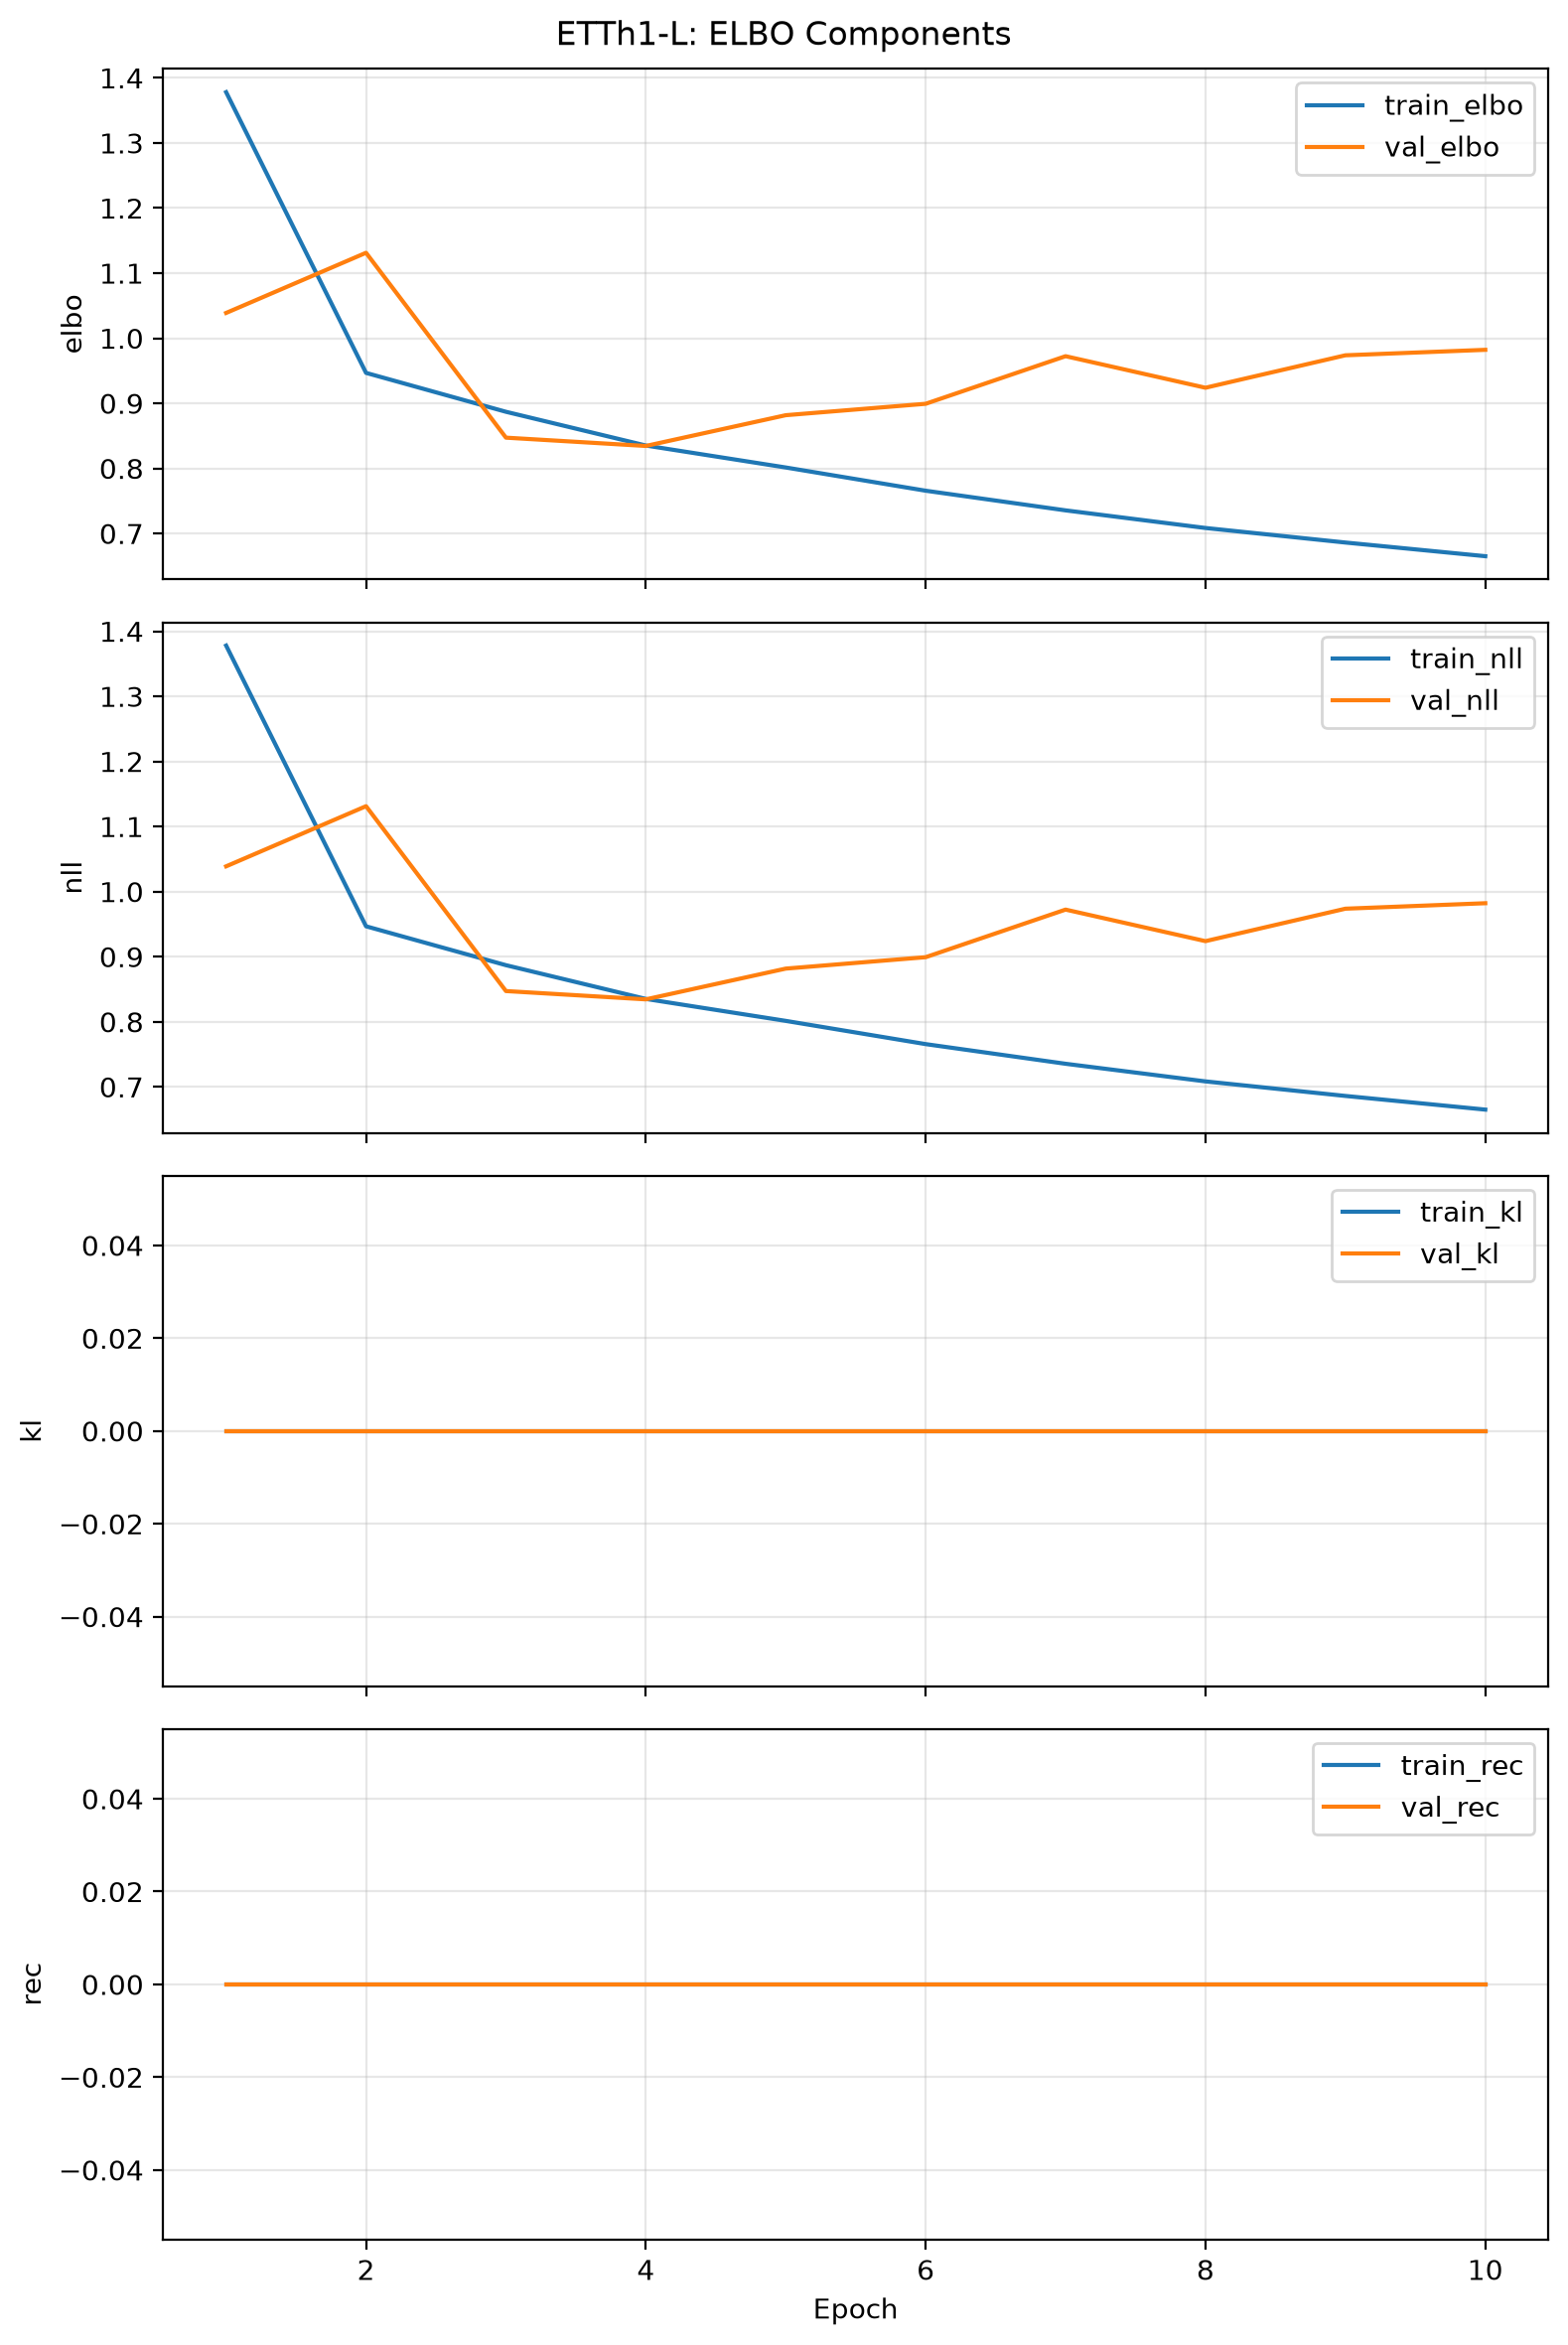 ETTh1-L: ELBO Components
1.4
1.3
1.2
1.1
1.0
0.9
0.8
0.7
elbo
train_elbo
val_elbo
1.4
1.3
1.2
1.1
1.0
0.9
0.8
0.7
nll
train_nll
val_nll
0.04
0.02
0.00
−0.02
−0.04
kl
train_kl
val_kl
0.04
0.02
0.00
−0.02
−0.04
rec
train_rec
val_rec
2 4 6 8 10
Epoch